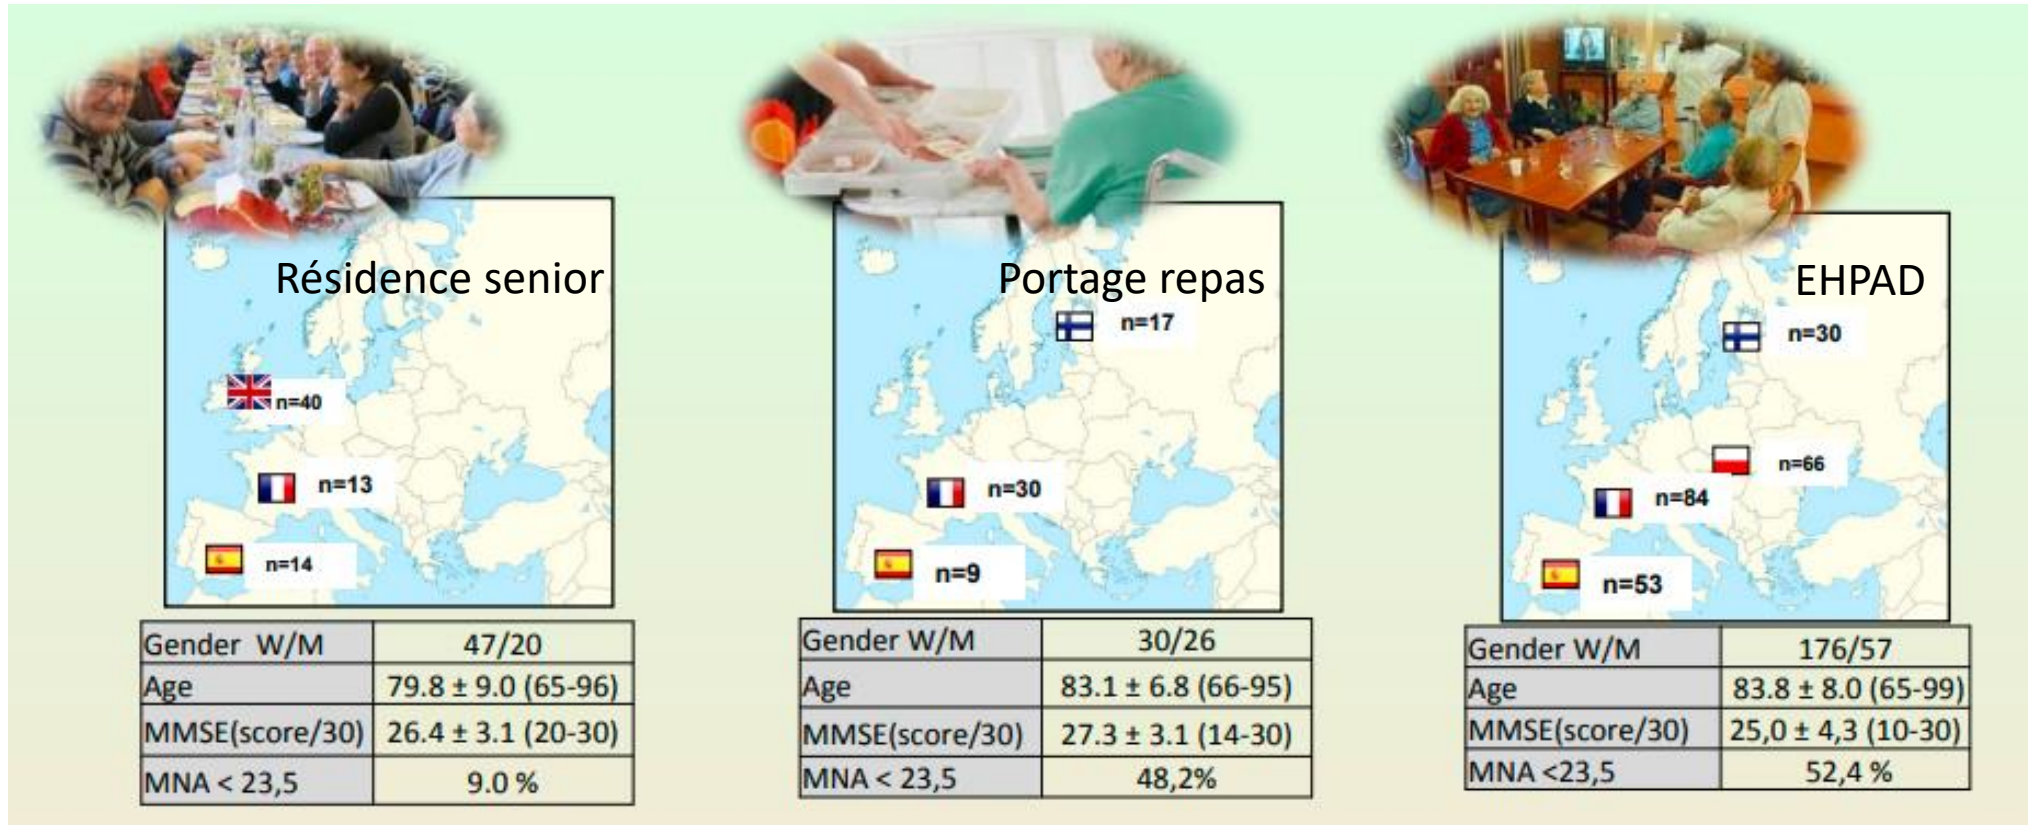 Résidence senior
n=40
n=13
n=14
Gender W/M 47/20
Age 79.8 ± 9.0 (65-96)
MMSE(score/30) 26.4 ± 3.1 (20-30)
MNA < 23,5 9.0 %
Portage repas
n=17
n=30
n=9
Gender W/M 30/26
Age 83.1 ± 6.8 (66-95)
MMSE(score/30) 27.3 ± 3.1 (14-30)
MNA < 23,5 48,2%
EHPAD
n=30
n=66
n=84
n=53
Gender W/M 176/57
Age 83.8 ± 8.0 (65-99)
MMSE(score/30) 25,0 ± 4,3 (10-30)
MNA <23,5 52,4 %